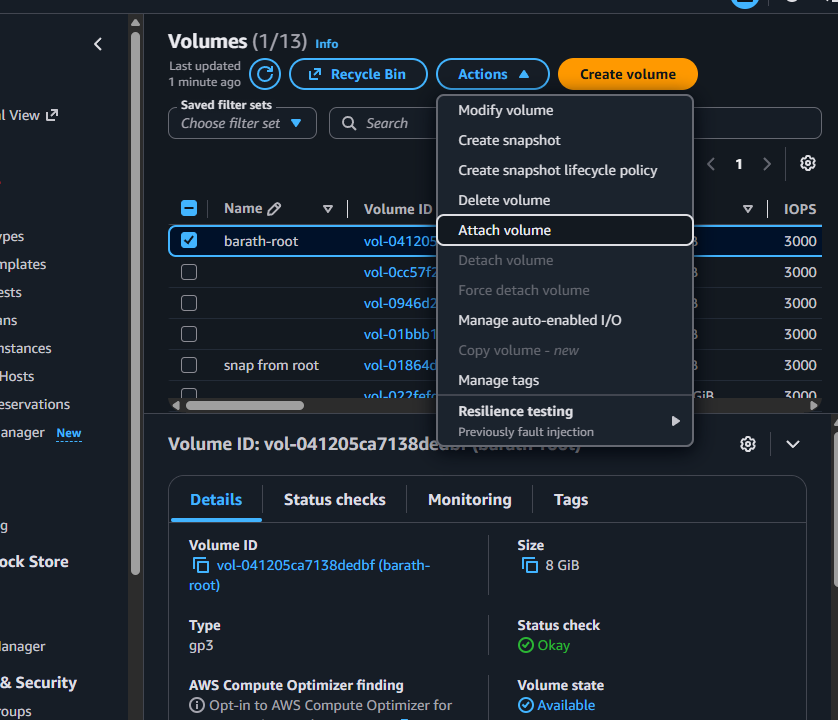 Volumes (1/13) Info
Last updated
1 minute ago
Recycle Bin
Actions
Create volume
Saved filter sets
Choose filter set
Search
1
Name
Volume ID
IOPS
barath-root
vol-041205
3000
vol-0cc57f2
3000
vol-0946d2
3000
vol-01bbb1
3000
snap from root
vol-01864d
3000
vol-022fefc
GiB
3000
Modify volume
Create snapshot
Create snapshot lifecycle policy
Delete volume
Attach volume
Detach volume
Force detach volume
Manage auto-enabled I/O
Copy volume - new
Manage tags
Resilience testing
Previously fault injection
l View
ypes
mplates
ests
ans
nstances
Hosts
eservations
anager New
g
ock Store
Manager
& Security
roups
Volume ID: vol-041205ca7138dedbf (barath-root)
Details
Status checks
Monitoring
Tags
Volume ID
vol-041205ca7138dedbf (barath-
root)
Size
8 GiB
Type
gp3
Status check
Okay
AWS Compute Optimizer finding
Opt-in to AWS Compute Optimizer for
Volume state
Available